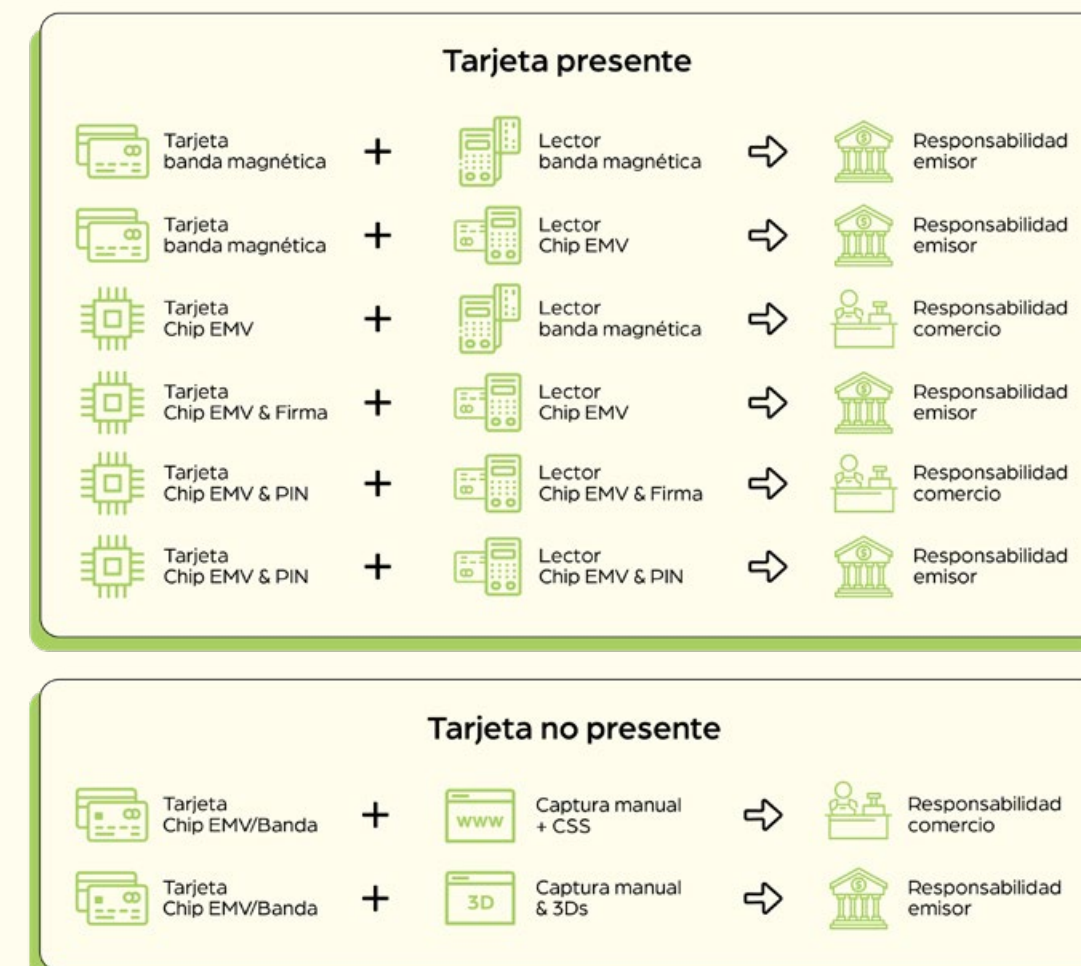 Tarjeta presente
Tarjeta
banda magnética
+
Lector
banda magnética
Responsabilidad
emisor
Tarjeta
banda magnética
+
Lector
Chip EMV
Responsabilidad
emisor
Tarjeta
Chip EMV
+
Lector
banda magnética
Responsabilidad
comercio
Tarjeta
Chip EMV & Firma
+
Lector
Chip EMV
Responsabilidad
emisor
Tarjeta
Chip EMV & PIN
+
Lector
Chip EMV & Firma
Responsabilidad
comercio
Tarjeta
Chip EMV & PIN
+
Lector
Chip EMV & PIN
Responsabilidad
emisor
Tarjeta no presente
Tarjeta
Chip EMV/Banda
+
www
Captura manual
+ CSS
Responsabilidad
comercio
Tarjeta
Chip EMV/Banda
+
3D
Captura manual
& 3Ds
Responsabilidad
emisor